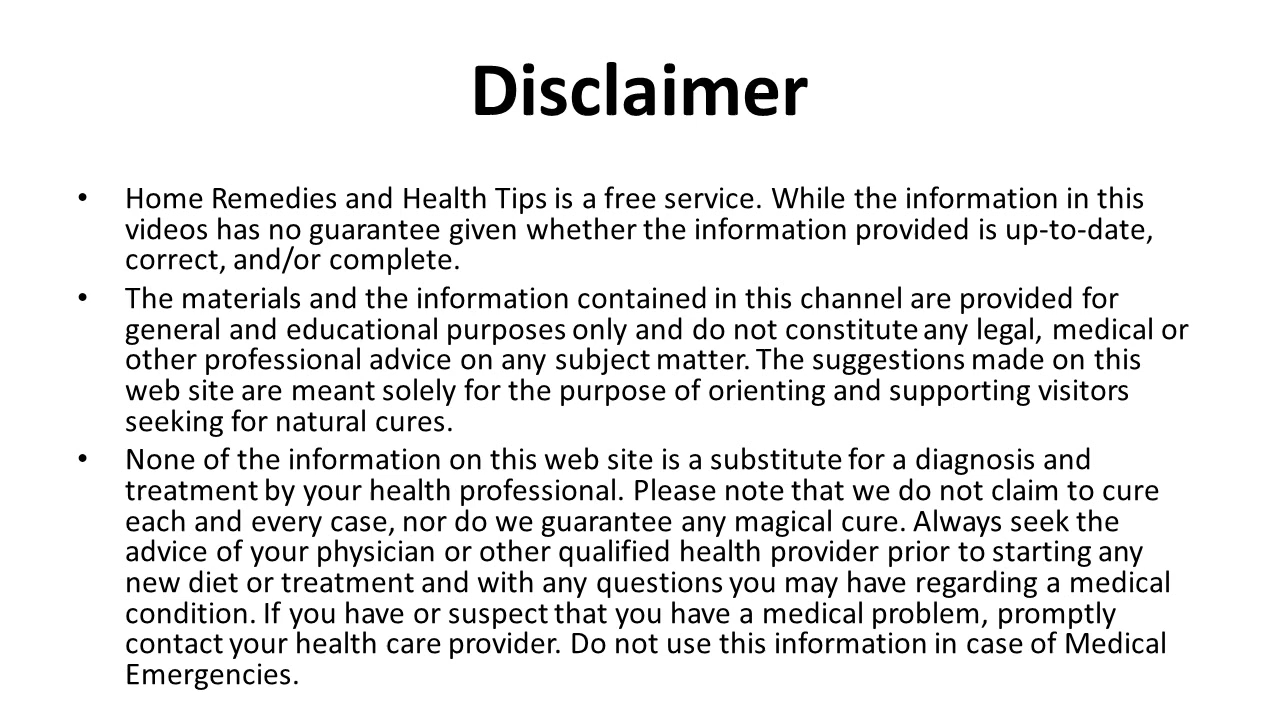 Disclaimer
• Home Remedies and Health Tips is a free service. While the information in this
videos has no guarantee given whether the information provided is up-to-date,
correct, and/or complete.
• The materials and the information contained in this channel are provided for
general and educational purposes only and do not constitute any legal, medical or
other professional advice on any subject matter. The suggestions made on this
web site are meant solely for the purpose of orienting and supporting visitors
seeking for natural cures.
• None of the information on this web site is a substitute for a diagnosis and
treatment by your health professional. Please note that we do not claim to cure
each and every case, nor do we guarantee any magical cure. Always seek the
advice of your physician or other qualified health provider prior to starting any
new diet or treatment and with any questions you may have regarding a medical
condition. If you have or suspect that you have a medical problem, promptly
contact your health care provider. Do not use this information in case of Medical
Emergencies.